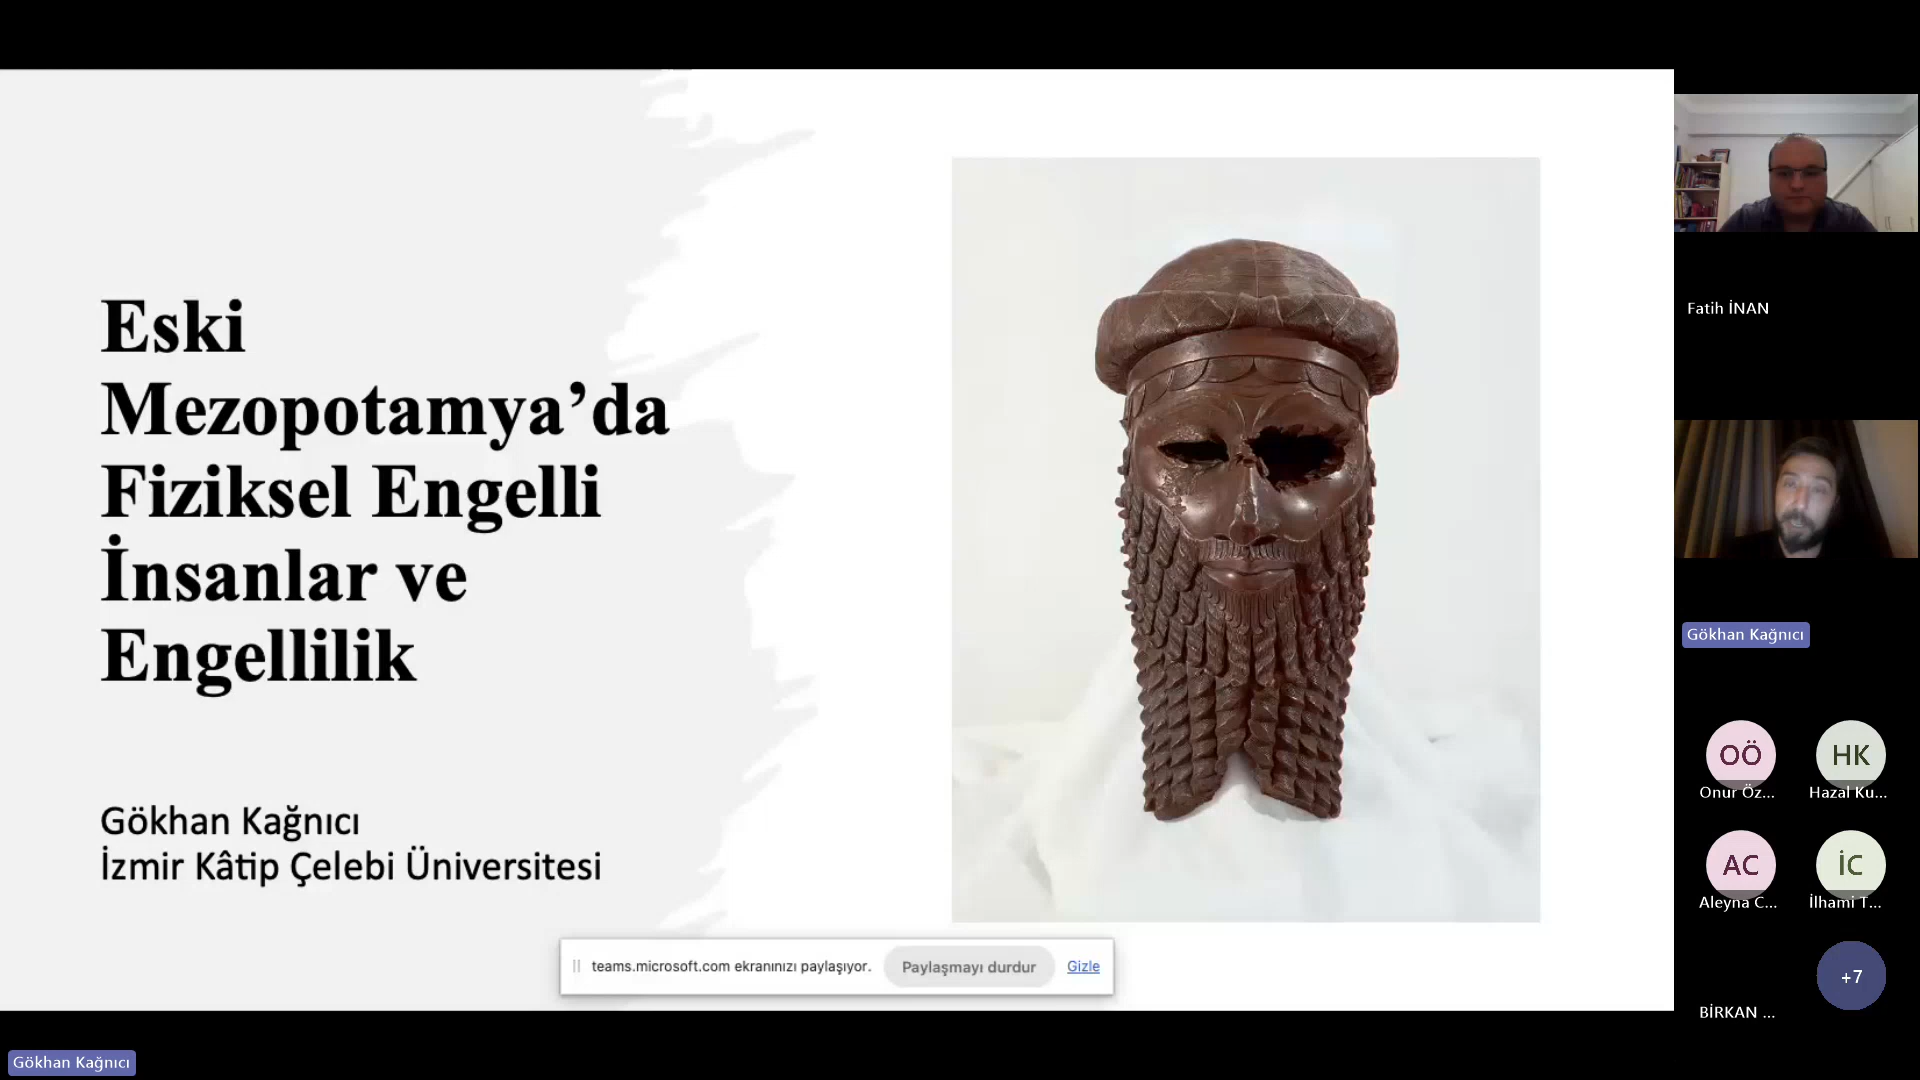 Eski
Mezopotamya’da
Fiziksel Engelli
İnsanlar ve
Engellilik
Gökhan Kağnıcı
İzmir Kâtip Çelebi Üniversitesi
teams.microsoft.com ekranınızı paylaşıyor.
Paylaşmayı durdur
Gizle
Gökhan Kağnıcı
Fatih İNAN
Gökhan Kağnıcı
OÖ
Onur Öz...
HK
Hazal Ku...
AC
Aleyna C...
İC
İlhami T...
BİRKAN ...
+7